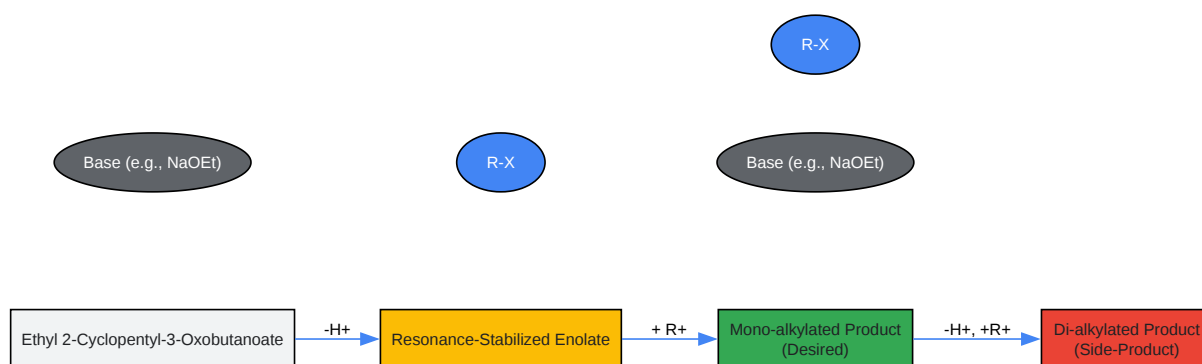 R-X
Base (e.g., NaOEt)
R-X
Base (e.g., NaOEt)
Ethyl 2-Cyclopentyl-3-Oxobutanoate
-H+
Resonance-Stabilized Enolate
+ R+
Mono-alkylated Product
(Desired)
-H+, +R+
Di-alkylated Product
(Side-Product)